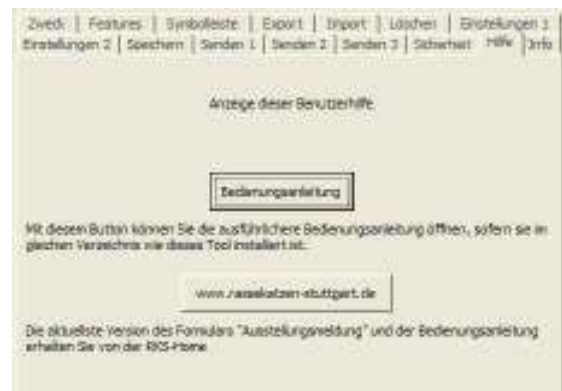 Zweck | Features | Symbolleiste | Export | Import | Löschen | Einstellungen 1
Einstellungen 2 | Speichern | Senden 1 | Senden 2 | Senden 3 | Sicherheit Hilfe | Info
Anzeige dieser Benutzerhilfe
Bedienungsanleitung
Mit diesem Button können Sie die ausführlichere Bedienungsanleitung öffnen, sofern sie im
gleichen Verzeichnis wie dieses Tool installiert ist.
www.rassekatzen-stuttgart.de
Die aktuellste Version des Formulars "Ausstellungsmeldung" und der Bedienungsanleitung
erhalten Sie von der RKS-Home